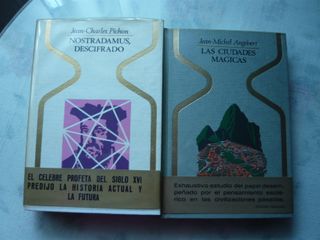 Jean-Charles Pichon
NOSTRADAMUS,
DESCIFRADO
EL CELEBRE PROFETA DEL SIGLO XVI
PREDIJO LA HISTORIA ACTUAL Y
LA FUTURA
Jean-Michel Angebert
LAS CIUDADES
MAGICAS
Exhaustivo estudio del papel desem-
peñado por el pensamiento esoté-
rico en las civilizaciones pasadas.